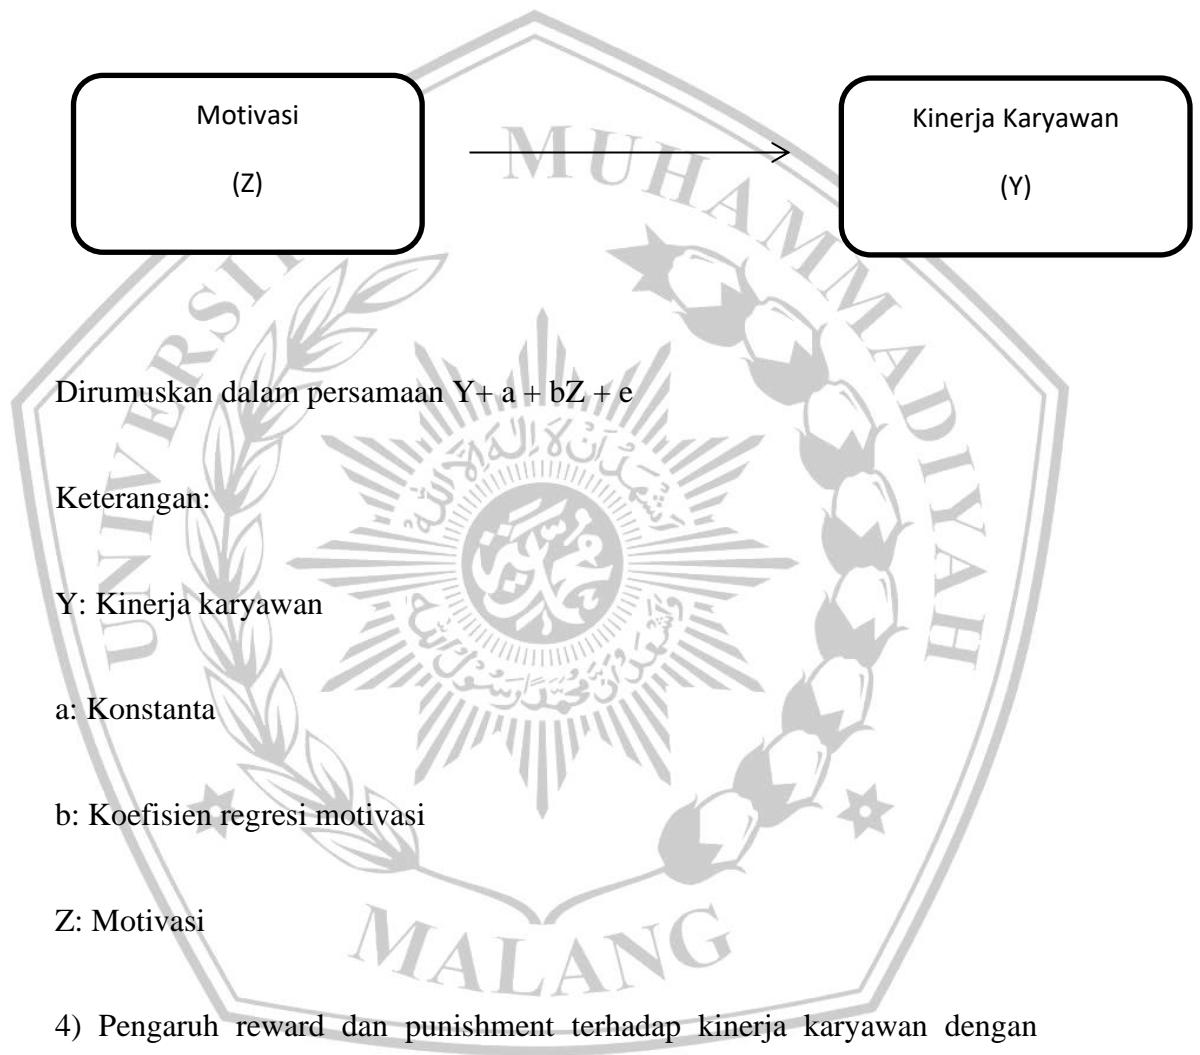 Motivasi
(Z)
Kinerja Karyawan
(Y)
UNIVERSITAS MUHAMMADIYAH
Dirumuskan dalam persamaan Y+ a + bZ + e
Keterangan:
Y: Kinerja karyawan
a: Konstanta
b: Koefisien regresi motivasi
Z: Motivasi
MALANG
4) Pengaruh reward dan punishment terhadap kinerja karyawan dengan